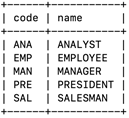 +------+-----------+
| code | name      |
+------+-----------+
| ANA  | ANALYST   |
| EMP  | EMPLOYEE  |
| MAN  | MANAGER   |
| PRE  | PRESIDENT |
| SAL  | SALESMAN  |
+------+-----------+